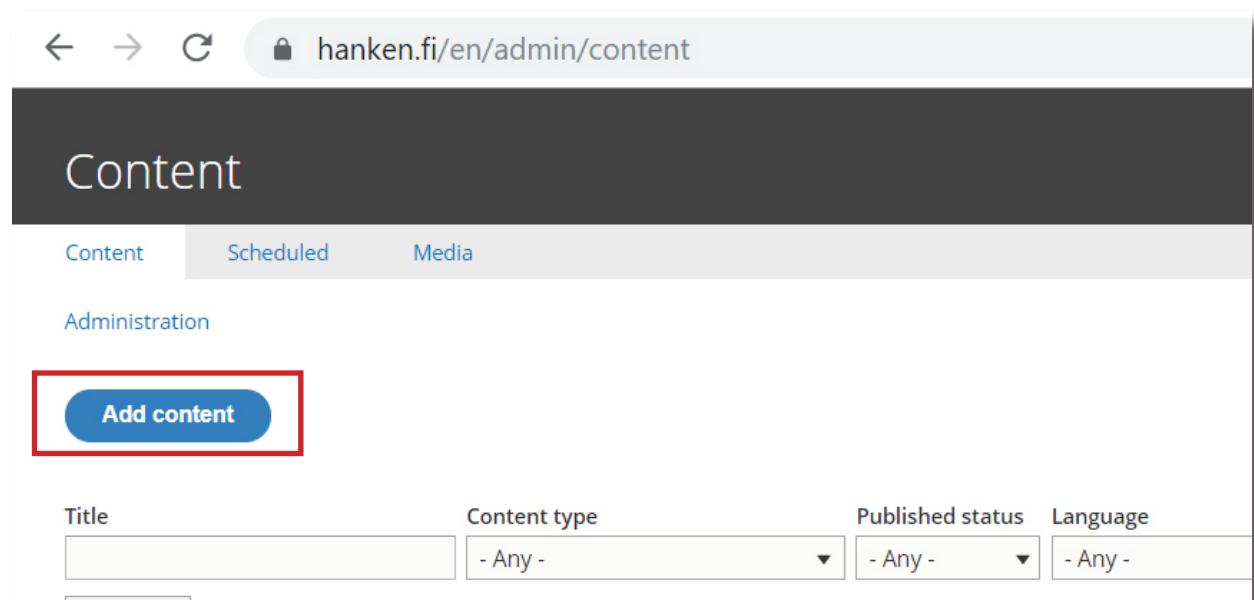 hanken.fi/en/admin/content
Content
Content Scheduled Media
Administration
Add content
Title Content type Published status Language
- Any - - Any - - Any -